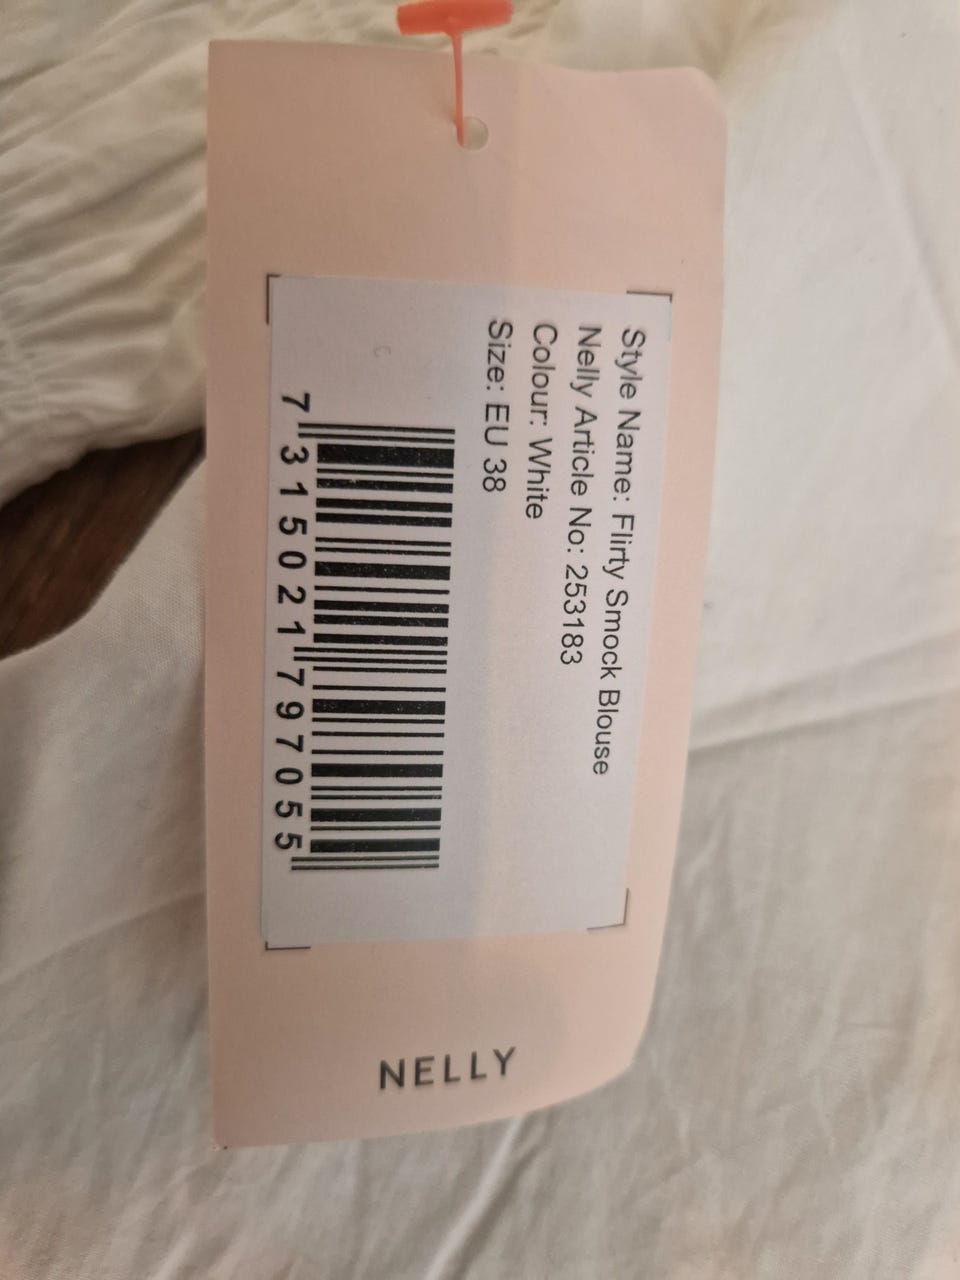 Style Name: Flirty Smock Blouse
Nelly Article No: 253183
Colour: White
Size: EU 38
7 315021 797055
NELLY